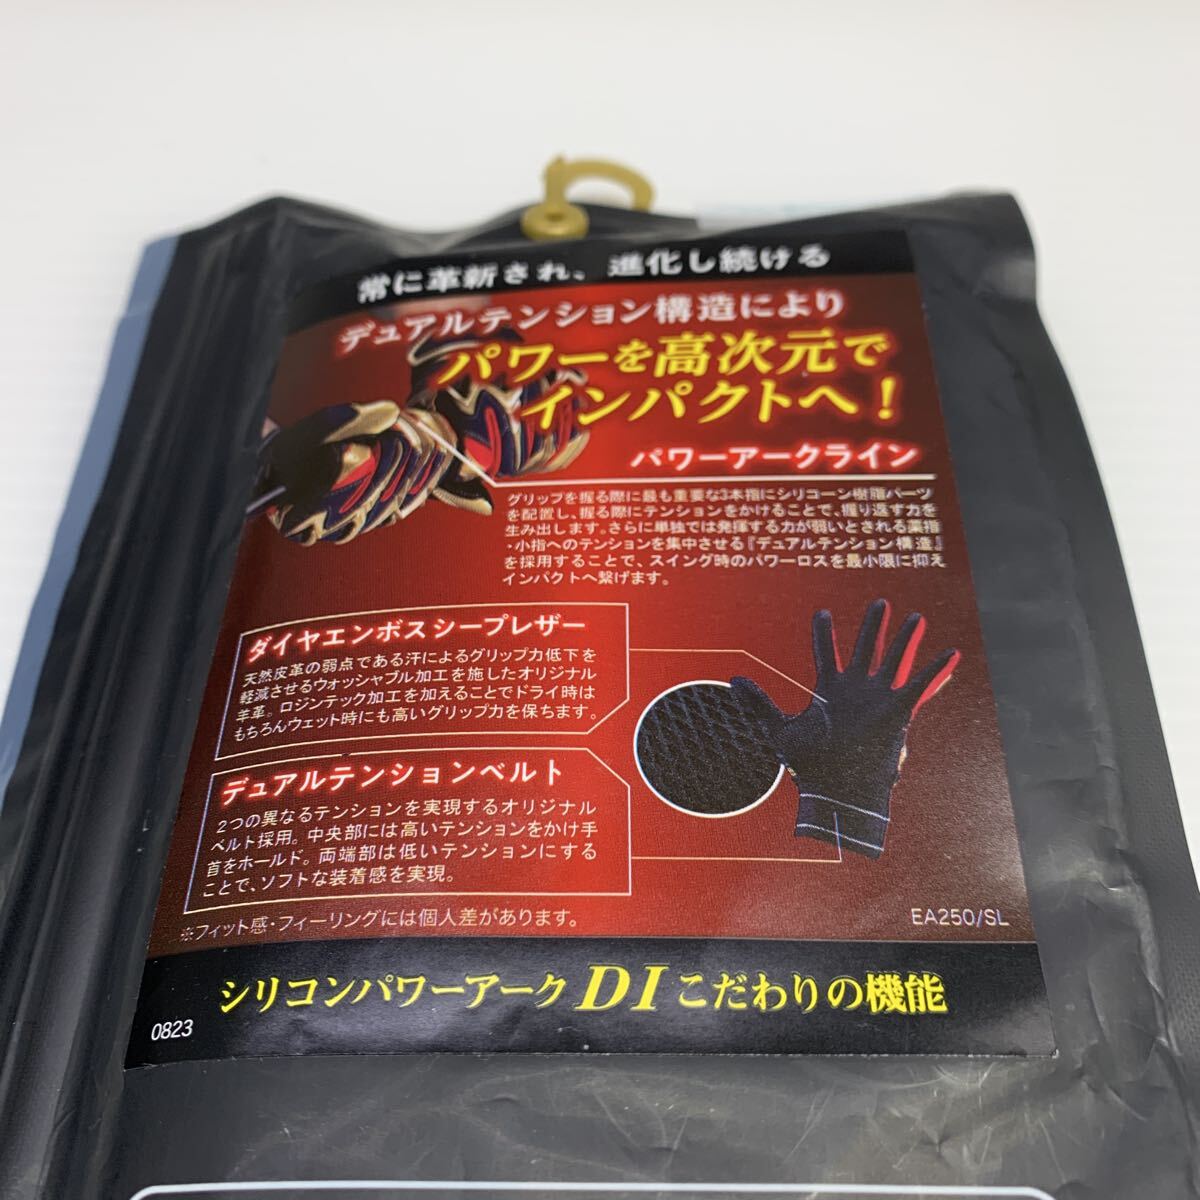 常に革新され、進化し続ける
デュアルテンション構造により
パワーを高次元で
インパクトへ！
パワーアークライン
グリップを握る際に最も重要な3本指にシリコーン樹脂パーツ
を配置し、握る際にテンションをかけることで、握り返す力を
生み出します。さらに単独では発揮する力が弱いとされる薬指
・小指へのテンションを集中させる『デュアルテンション構造』
を採用することで、スイング時のパワーロスを最小限に抑え
インパクトへ繋げます。
ダイヤエンボスシープレザー
天然皮革の弱点である汗によるグリップ力低下を
軽減させるウォッシャブル加工を施したオリジナル
羊革。ロジンテック加工を加えることでドライ時は
もちろんウェット時にも高いグリップ力を保ちます。
デュアルテンションベルト
2つの異なるテンションを実現するオリジナル
ベルト採用。中央部には高いテンションをかけ手
首をホールド。両端部は低いテンションにする
ことで、ソフトな装着感を実現。
※フィット感・フィーリングには個人差があります。
EA250/SL
シリコンパワーアークDIこだわりの機能
0823